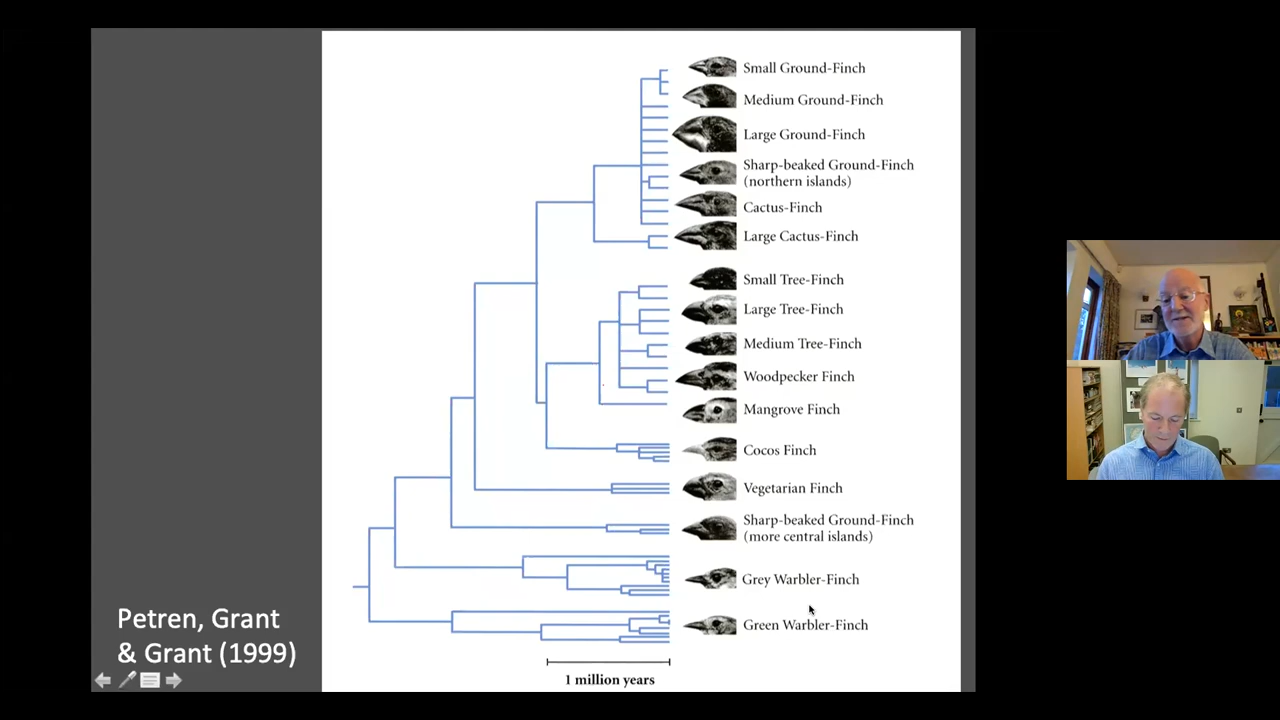 Small Ground-Finch
Medium Ground-Finch
Large Ground-Finch
Sharp-beaked Ground-Finch
(northern islands)
Cactus-Finch
Large Cactus-Finch
Small Tree-Finch
Large Tree-Finch
Medium Tree-Finch
Woodpecker Finch
Mangrove Finch
Cocos Finch
Vegetarian Finch
Sharp-beaked Ground-Finch
(more central islands)
Grey Warbler-Finch
Green Warbler-Finch
1 million years
Petren, Grant
& Grant (1999)